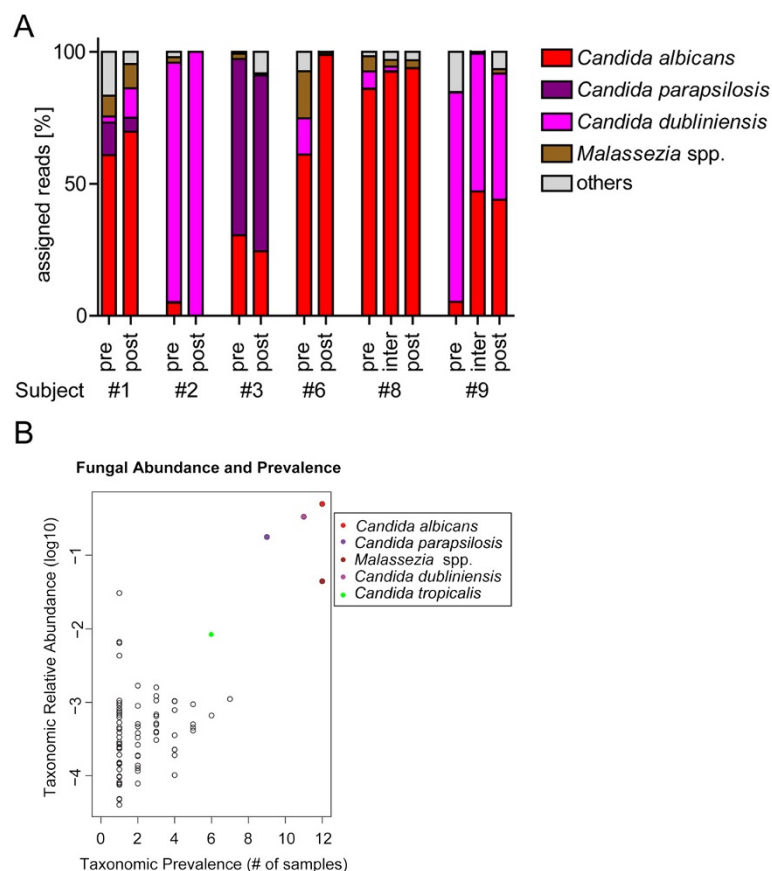 A
100
50
0
assigned reads [%]
Candida albicans
Candida parapsilosis
Candida dubliniensis
Malassezia spp.
others
pre post pre post pre post pre post pre inter post pre inter post
Subject #1 #2 #3 #6 #8 #9
B
Fungal Abundance and Prevalence
Taxonomic Relative Abundance (log10)
−1
−2
−3
−4
Candida albicans
Candida parapsilosis
Malassezia spp.
Candida dubliniensis
Candida tropicalis
0 2 4 6 8 10 12
Taxonomic Prevalence (# of samples)